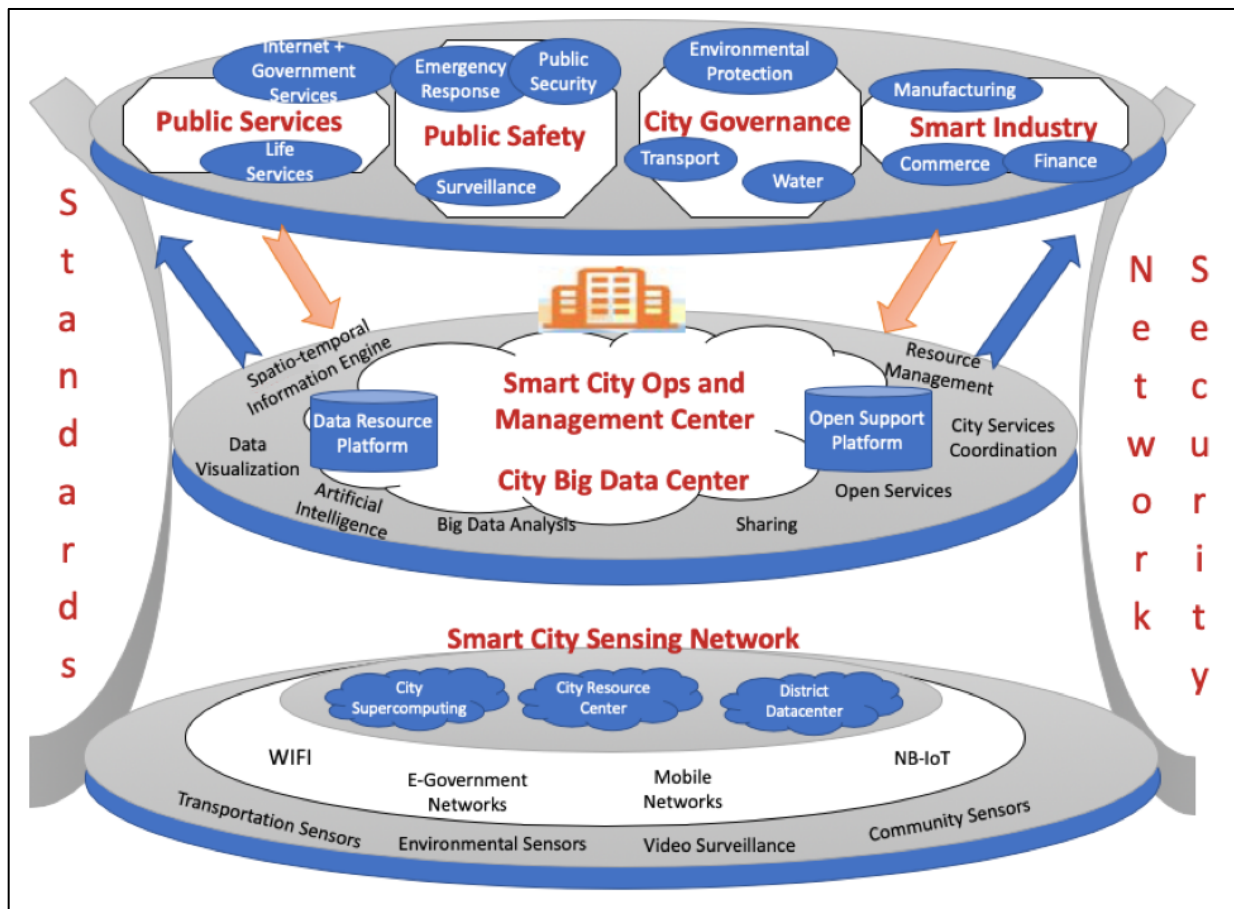 Internet +
Government
Services
Emergency
Response
Public
Security
Environmental
Protection
Manufacturing
Public Services
Public Safety
City Governance
Smart Industry
Life
Services
Surveillance
Transport
Water
Commerce
Finance
Standards
Network
Security
Spatio-temporal
Information Engine
Resource
Management
Smart City Ops and
Management Center
Data Resource
Platform
Open Support
Platform
City Services
Coordination
Data
Visualization
City Big Data Center
Artificial
Intelligence
Open Services
Big Data Analysis
Sharing
Smart City Sensing Network
City
Supercomputing
City Resource
Center
District
Datacenter
WIFI
E-Government
Networks
Mobile
Networks
NB-IoT
Transportation Sensors
Environmental Sensors
Video Surveillance
Community Sensors